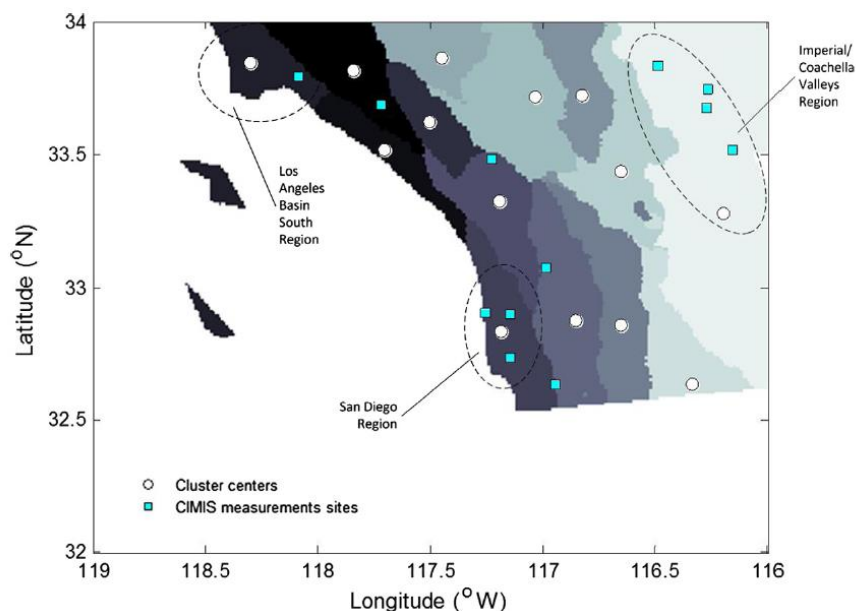 34
33.5
33
32.5
32
Latitude (°N)
119
118.5
118
117.5
117
116.5
116
Longitude (°W)
Imperial/
Coachella
Valleys
Region
Los
Angeles
Basin
South
Region
San Diego
Region
Cluster centers
CIMIS measurements sites